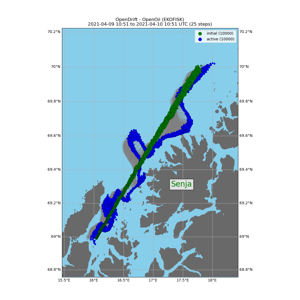 OpenDrift - OpenOil (EKOFISK)
2021-04-09 10:51 to 2021-04-10 10:51 UTC (25 steps)
70.2°N
70.2°N
initial (10000)
active (10000)
70°N
70°N
69.8°N
69.8°N
69.6°N
69.6°N
69.4°N
69.4°N
Senja
69.2°N
69.2°N
69°N
69°N
68.8°N
68.8°N
15.5°E
16°E
16.5°E
17°E
17.5°E
18°E